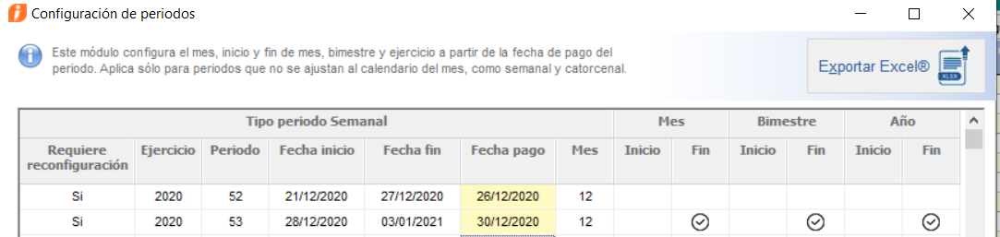 Configuración de periodos
Este módulo configura el mes, inicio y fin de mes, bimestre y ejercicio a partir de la fecha de pago del
periodo. Aplica sólo para periodos que no se ajustan al calendario del mes, como semanal y catorcenal.
Exportar Excel®
XLSX
Tipo periodo Semanal Mes Bimestre Año
Requiere reconfiguración Ejercicio Periodo Fecha inicio Fecha fin Fecha pago Mes Inicio Fin Inicio Fin Inicio Fin
Si 2020 52 21/12/2020 27/12/2020 26/12/2020 12
Si 2020 53 28/12/2020 03/01/2021 30/12/2020 12